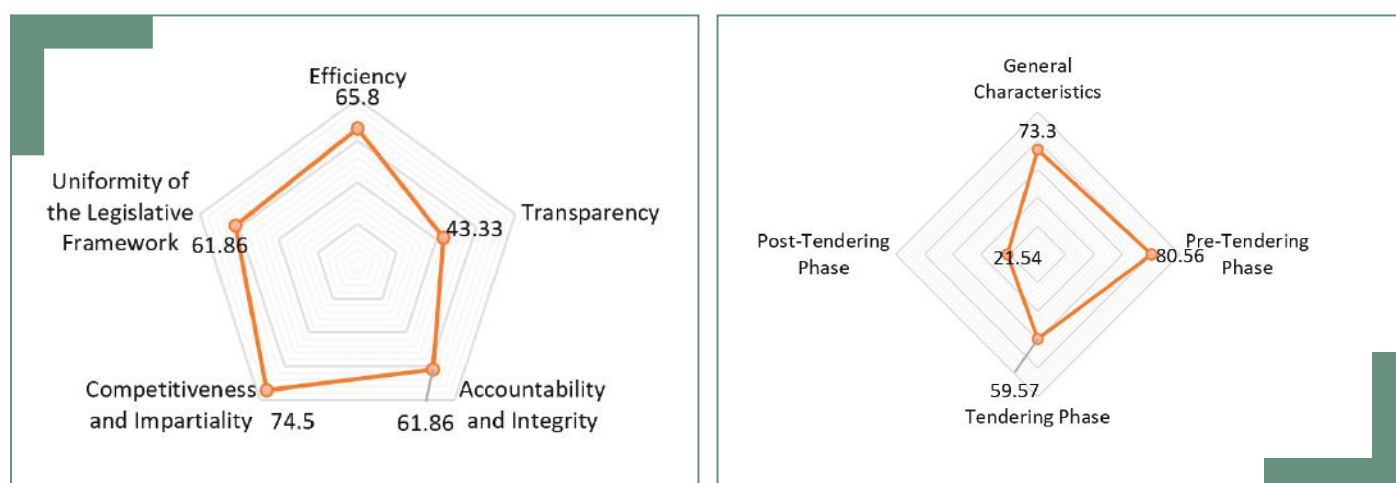 Efficiency
65.8
Uniformity of
the Legislative
Framework
61.86
Transparency
43.33
Competitiveness
and Impartiality
74.5
Accountability
and Integrity
61.86
General
Characteristics
73.3
Post-Tendering
Phase
21.54
Pre-Tendering
Phase
80.56
59.57
Tendering Phase